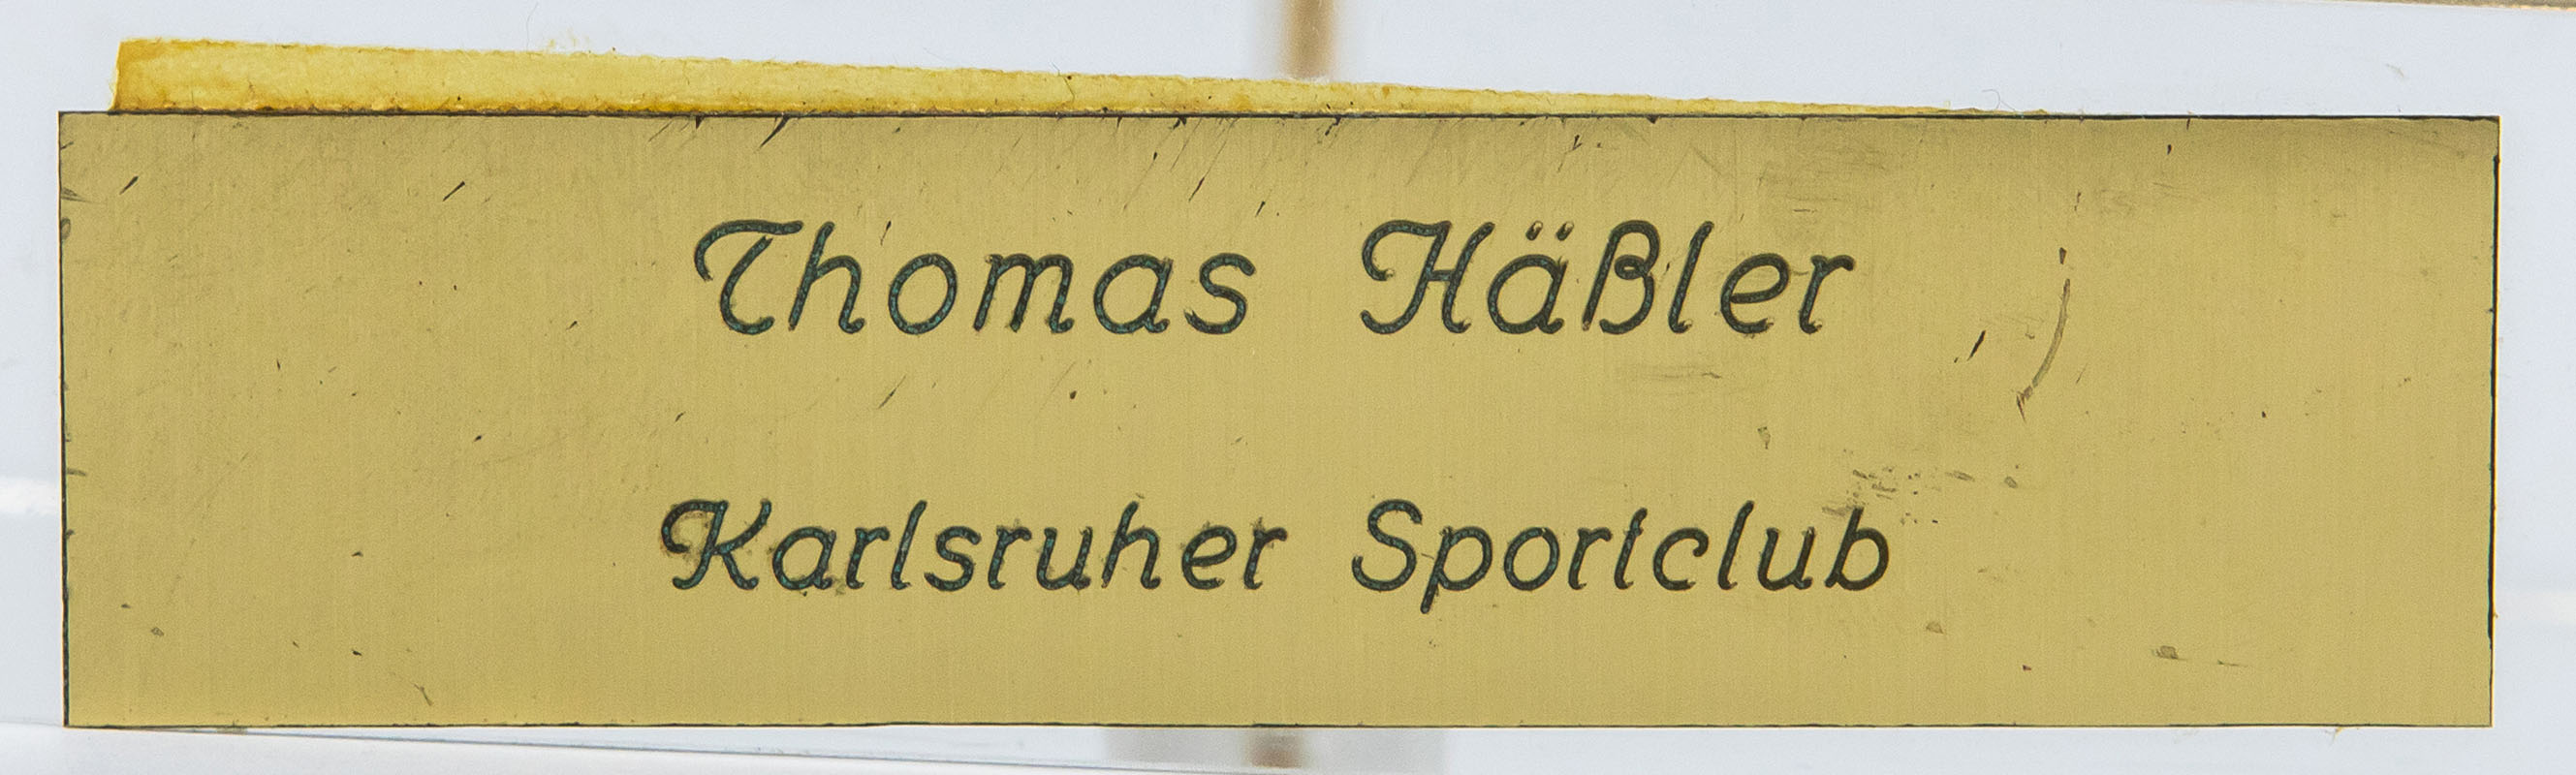 Thomas Häßler
Karlsruher Sportclub